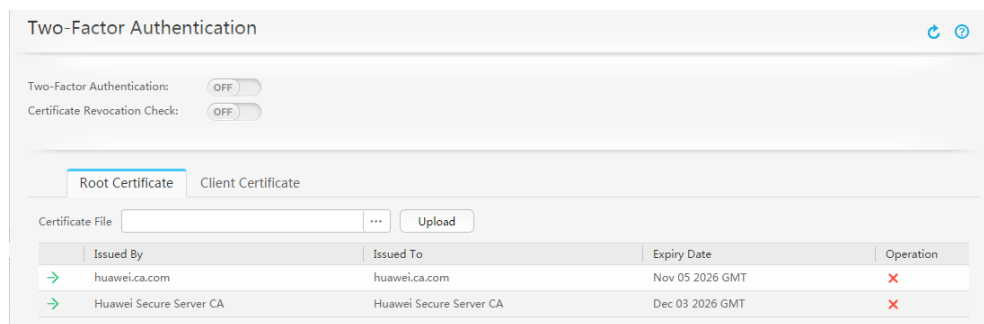 Two-Factor Authentication
Two-Factor Authentication: OFF
Certificate Revocation Check: OFF
Root Certificate Client Certificate
Certificate File ... Upload
Issued By Issued To Expiry Date Operation
huawei.ca.com huawei.ca.com Nov 05 2026 GMT
Huawei Secure Server CA Huawei Secure Server CA Dec 03 2026 GMT